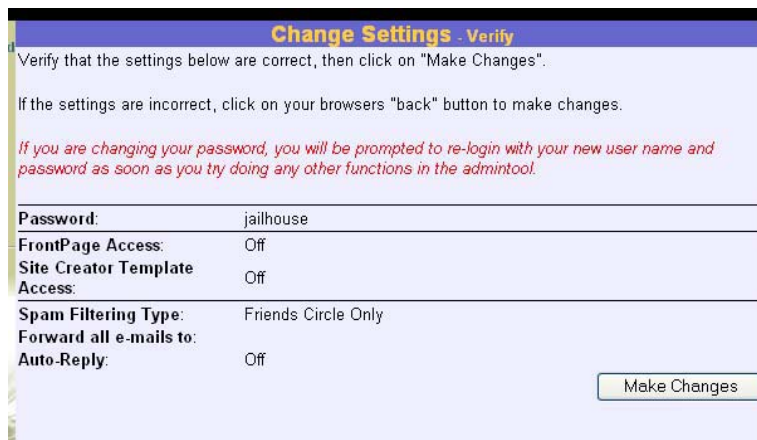 Change Settings - Verify
Verify that the settings below are correct, then click on "Make Changes".
If the settings are incorrect, click on your browsers "back" button to make changes.
If you are changing your password, you will be prompted to re-login with your new user name and
password as soon as you try doing any other functions in the admintool.
Password: jailhouse
FrontPage Access: Off
Site Creator Template
Access: Off
Spam Filtering Type: Friends Circle Only
Forward all e-mails to:
Auto-Reply: Off
Make Changes